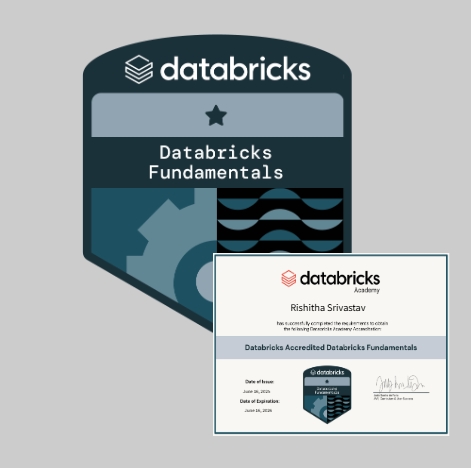 databricks
Databricks
Fundamentals
databricks
Academy
Rishitha Srivastav
has successfully completed the requirements to obtain
the following Databricks Academy Accreditation
Databricks Accredited Databricks Fundamentals
Date of Issue:
Date of Expiration:
databricks
Databricks
Fundamentals